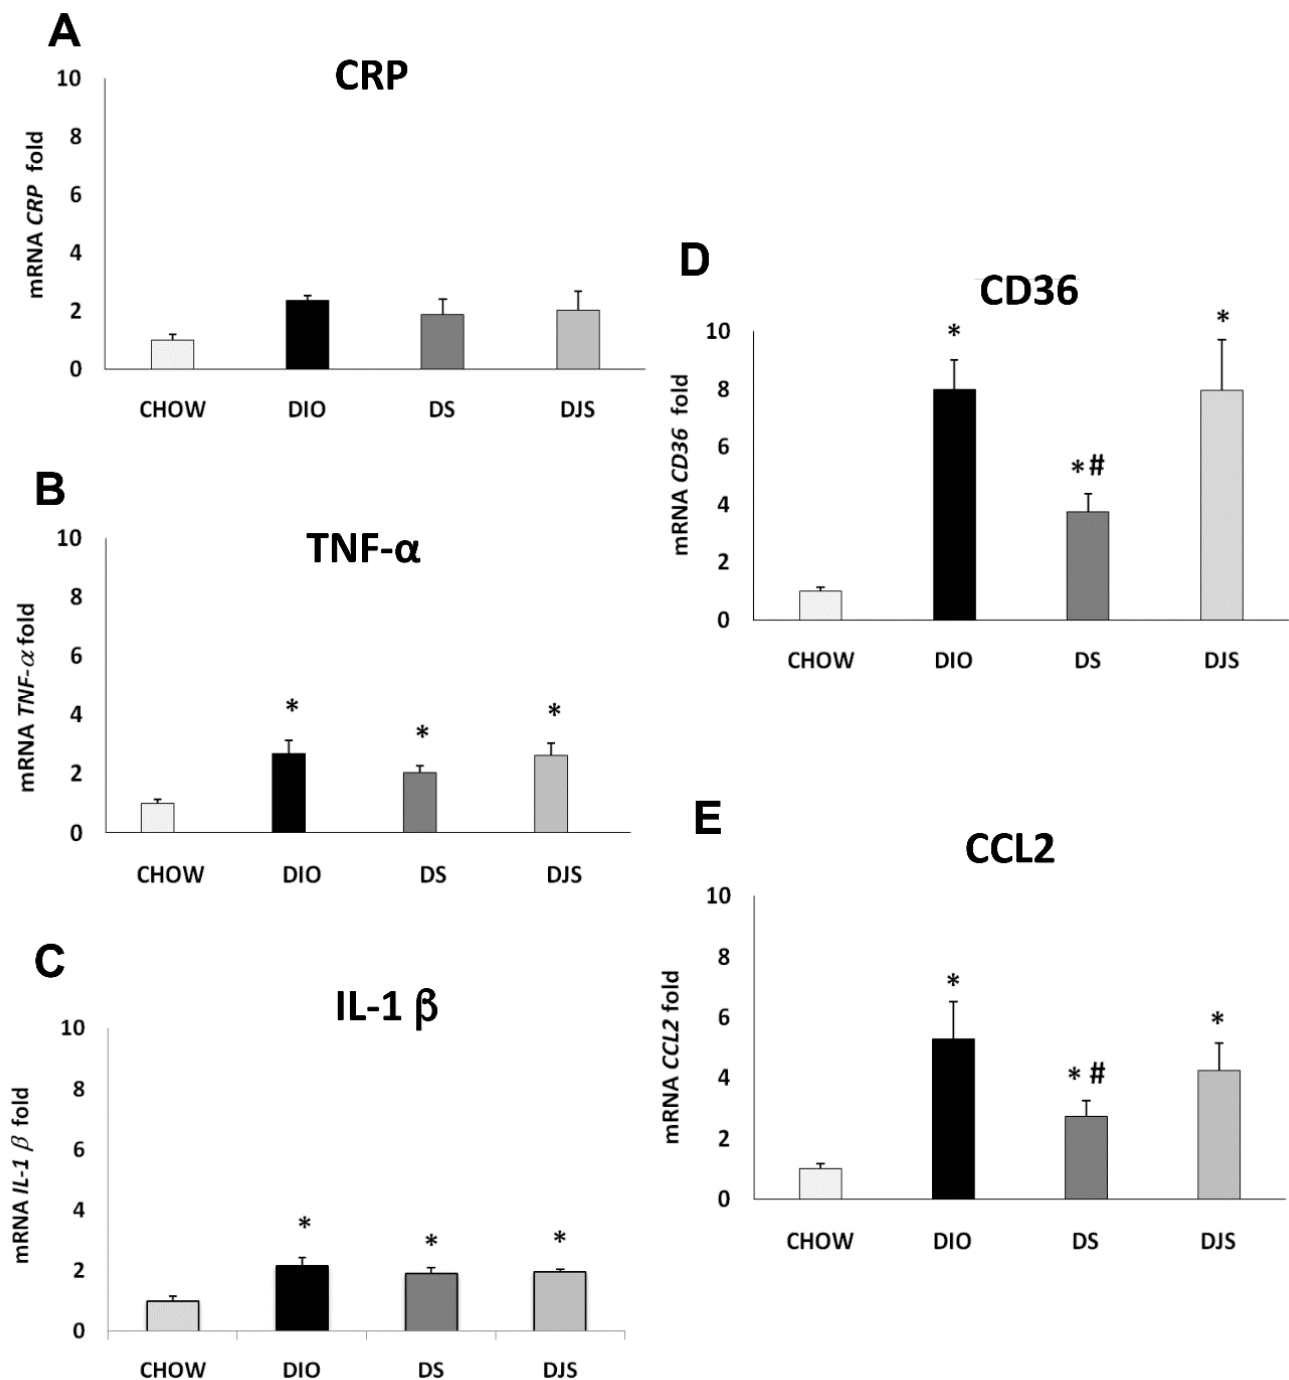 A
CRP
mRNA CRP fold
10
8
6
4
2
0
CHOW DIO DS DJS
B
TNF-α
mRNA TNF-α fold
10
8
6
4
2
0
*
*
*
CHOW DIO DS DJS
C
IL-1 β
mRNA IL-1 β fold
10
8
6
4
2
0
*
*
*
CHOW DIO DS DJS
D
CD36
mRNA CD36 fold
10
8
6
4
2
0
*
*#
*
CHOW DIO DS DJS
E
CCL2
mRNA CCL2 fold
10
8
6
4
2
0
*
* #
*
CHOW DIO DS DJS